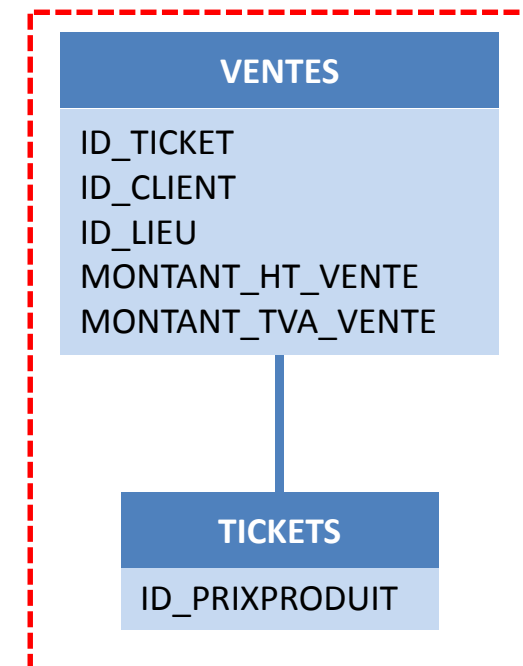 VENTES
ID_TICKET
ID_CLIENT
ID_LIEU
MONTANT_HT_VENTE
MONTANT_TVA_VENTE
TICKETS
ID_PRIXPRODUIT